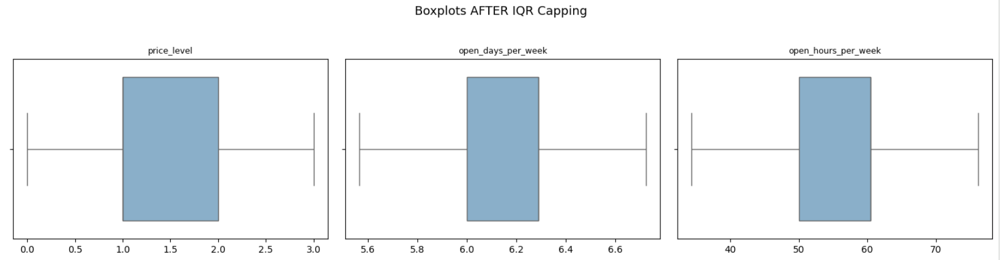 Boxplots AFTER IQR Capping
price_level
open_days_per_week
open_hours_per_week
0.0 0.5 1.0 1.5 2.0 2.5 3.0
5.6 5.8 6.0 6.2 6.4 6.6
40 50 60 70